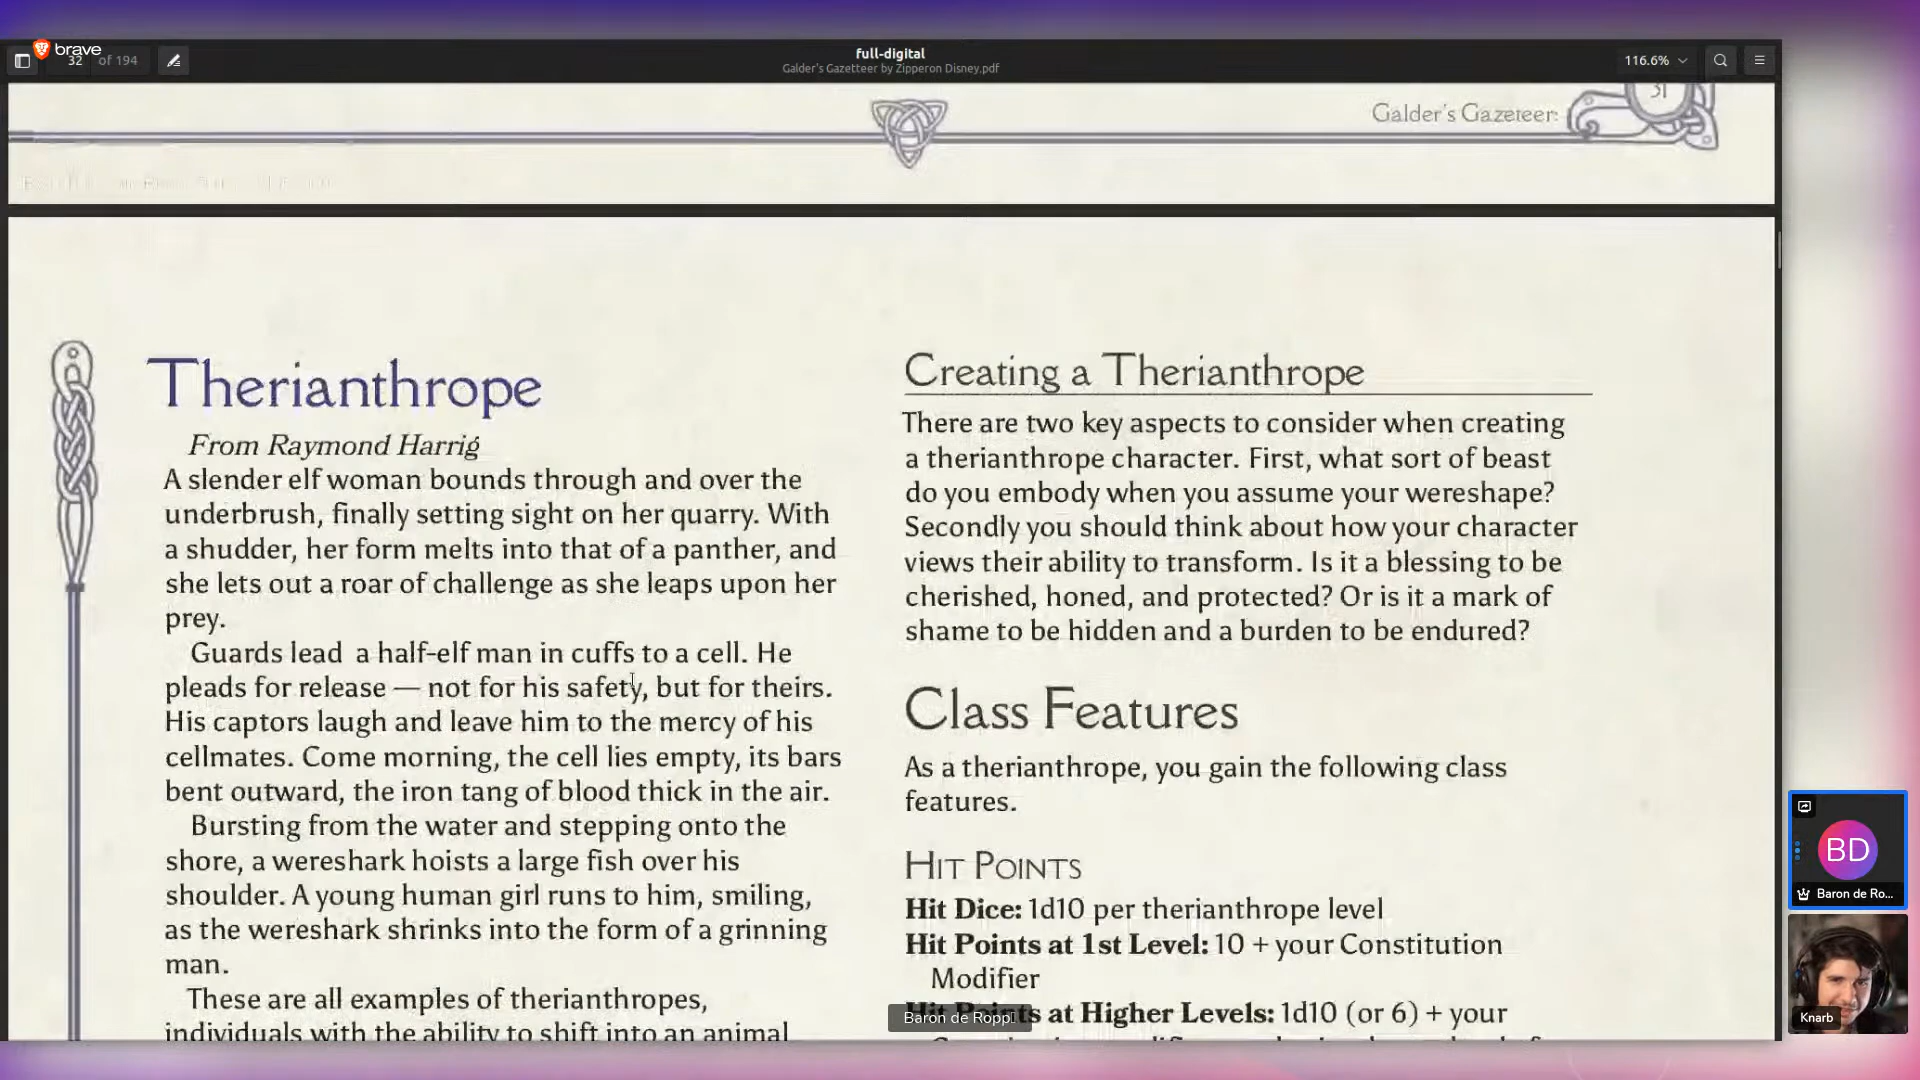 brave
32 of 194
full-digital
Galder's Gazetteer by Zipperon Disney.pdf
116.6%
31
Galder's Gazeteer:
Therianthrope
From Raymond Harrig
A slender elf woman bounds through and over the
underbrush, finally setting sight on her quarry. With
a shudder, her form melts into that of a panther, and
she lets out a roar of challenge as she leaps upon her
prey.
Guards lead a half-elf man in cuffs to a cell. He
pleads for release — not for his safety, but for theirs.
His captors laugh and leave him to the mercy of his
cellmates. Come morning, the cell lies empty, its bars
bent outward, the iron tang of blood thick in the air.
Bursting from the water and stepping onto the
shore, a wereshark hoists a large fish over his
shoulder. A young human girl runs to him, smiling,
as the wereshark shrinks into the form of a grinning
man.
These are all examples of therianthropes,
individuals with the ability to shift into an animal
Creating a Therianthrope
There are two key aspects to consider when creating
a therianthrope character. First, what sort of beast
do you embody when you assume your wereshape?
Secondly you should think about how your character
views their ability to transform. Is it a blessing to be
cherished, honed, and protected? Or is it a mark of
shame to be hidden and a burden to be endured?
Class Features
As a therianthrope, you gain the following class
features.
Hit Points
Hit Dice: 1d10 per therianthrope level
Hit Points at 1st Level: 10 + your Constitution
Modifier
Hit Points at Higher Levels: 1d10 (or 6) + your
Baron de Roppi
BD
Baron de Ro...
Knarb